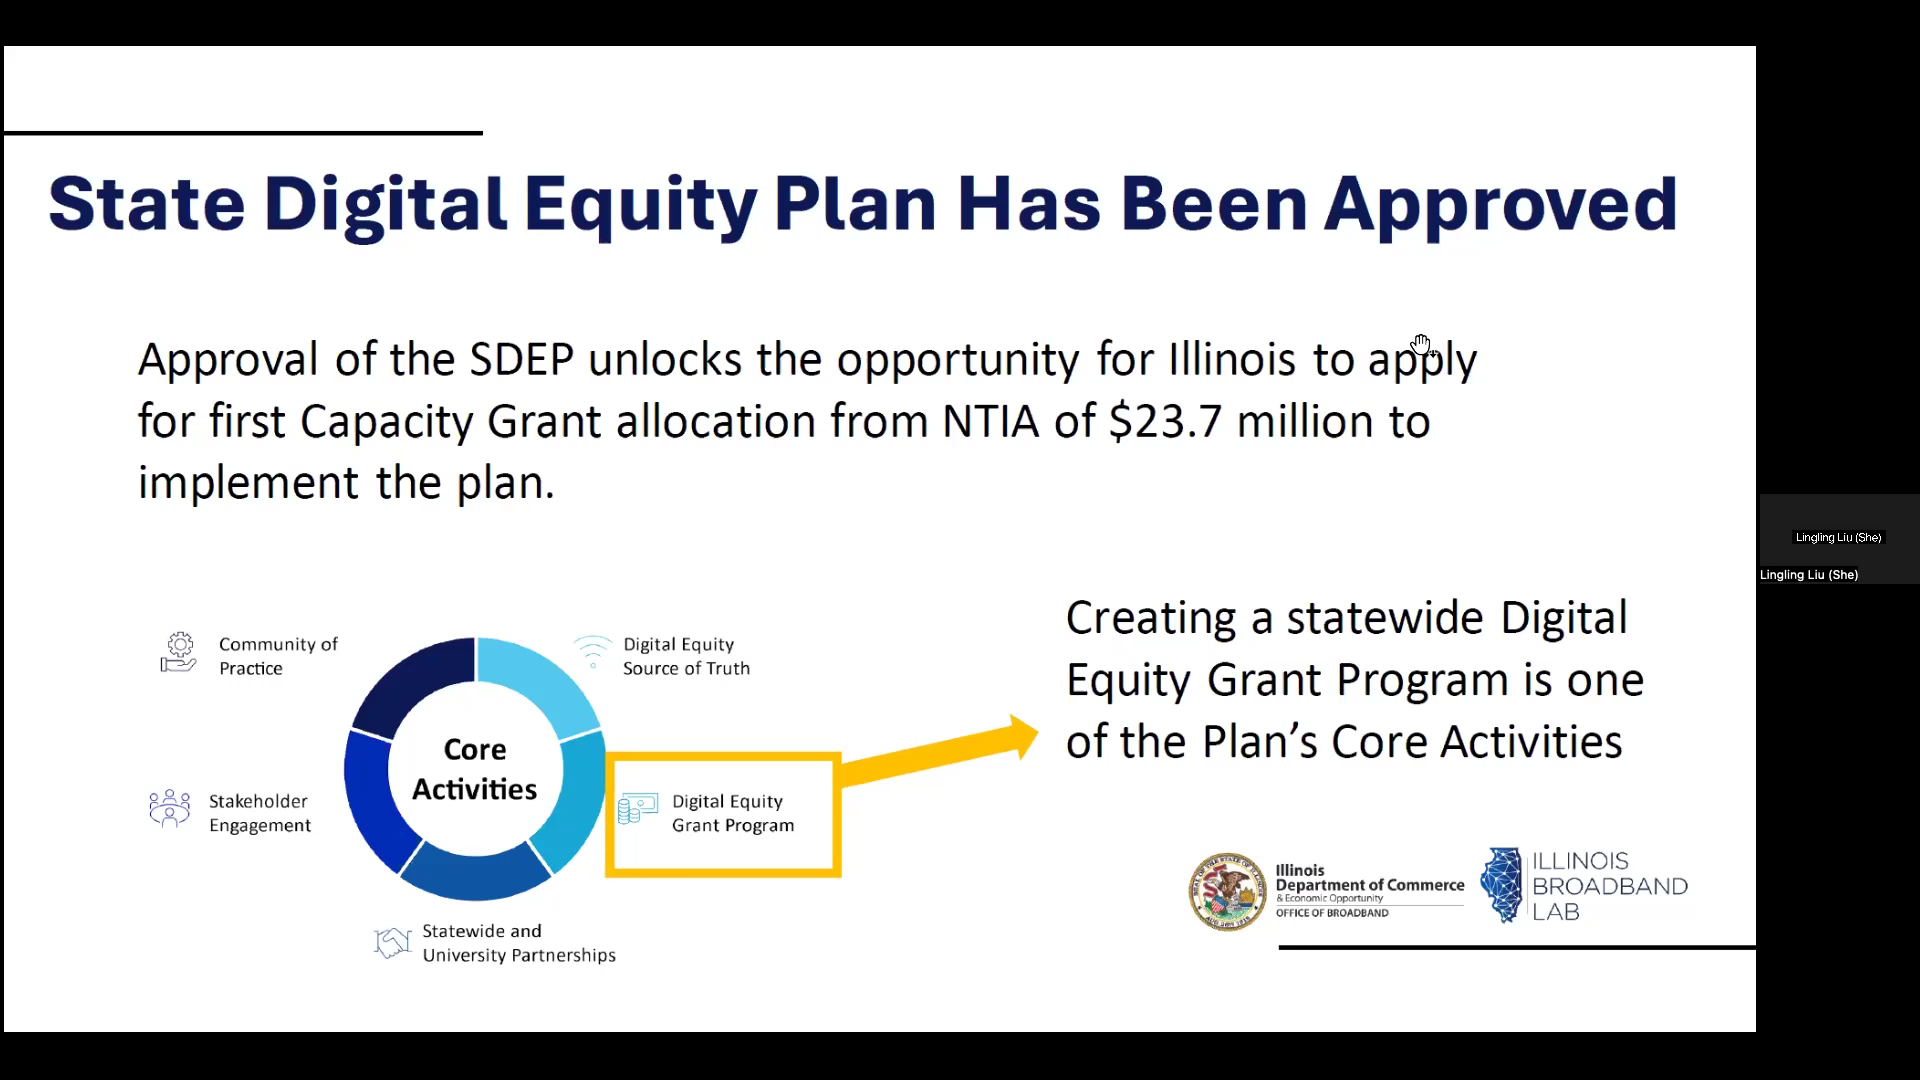 State Digital Equity Plan Has Been Approved
Approval of the SDEP unlocks the opportunity for Illinois to apply
for first Capacity Grant allocation from NTIA of $23.7 million to
implement the plan.
Community of
Practice
Digital Equity
Source of Truth
Core
Activities
Stakeholder
Engagement
Digital Equity
Grant Program
Statewide and
University Partnerships
Creating a statewide Digital
Equity Grant Program is one
of the Plan’s Core Activities
Illinois
Department of Commerce
& Economic Opportunity
OFFICE OF BROADBAND
ILLINOIS
BROADBAND
LAB
Lingling Liu (She)
Lingling Liu (She)